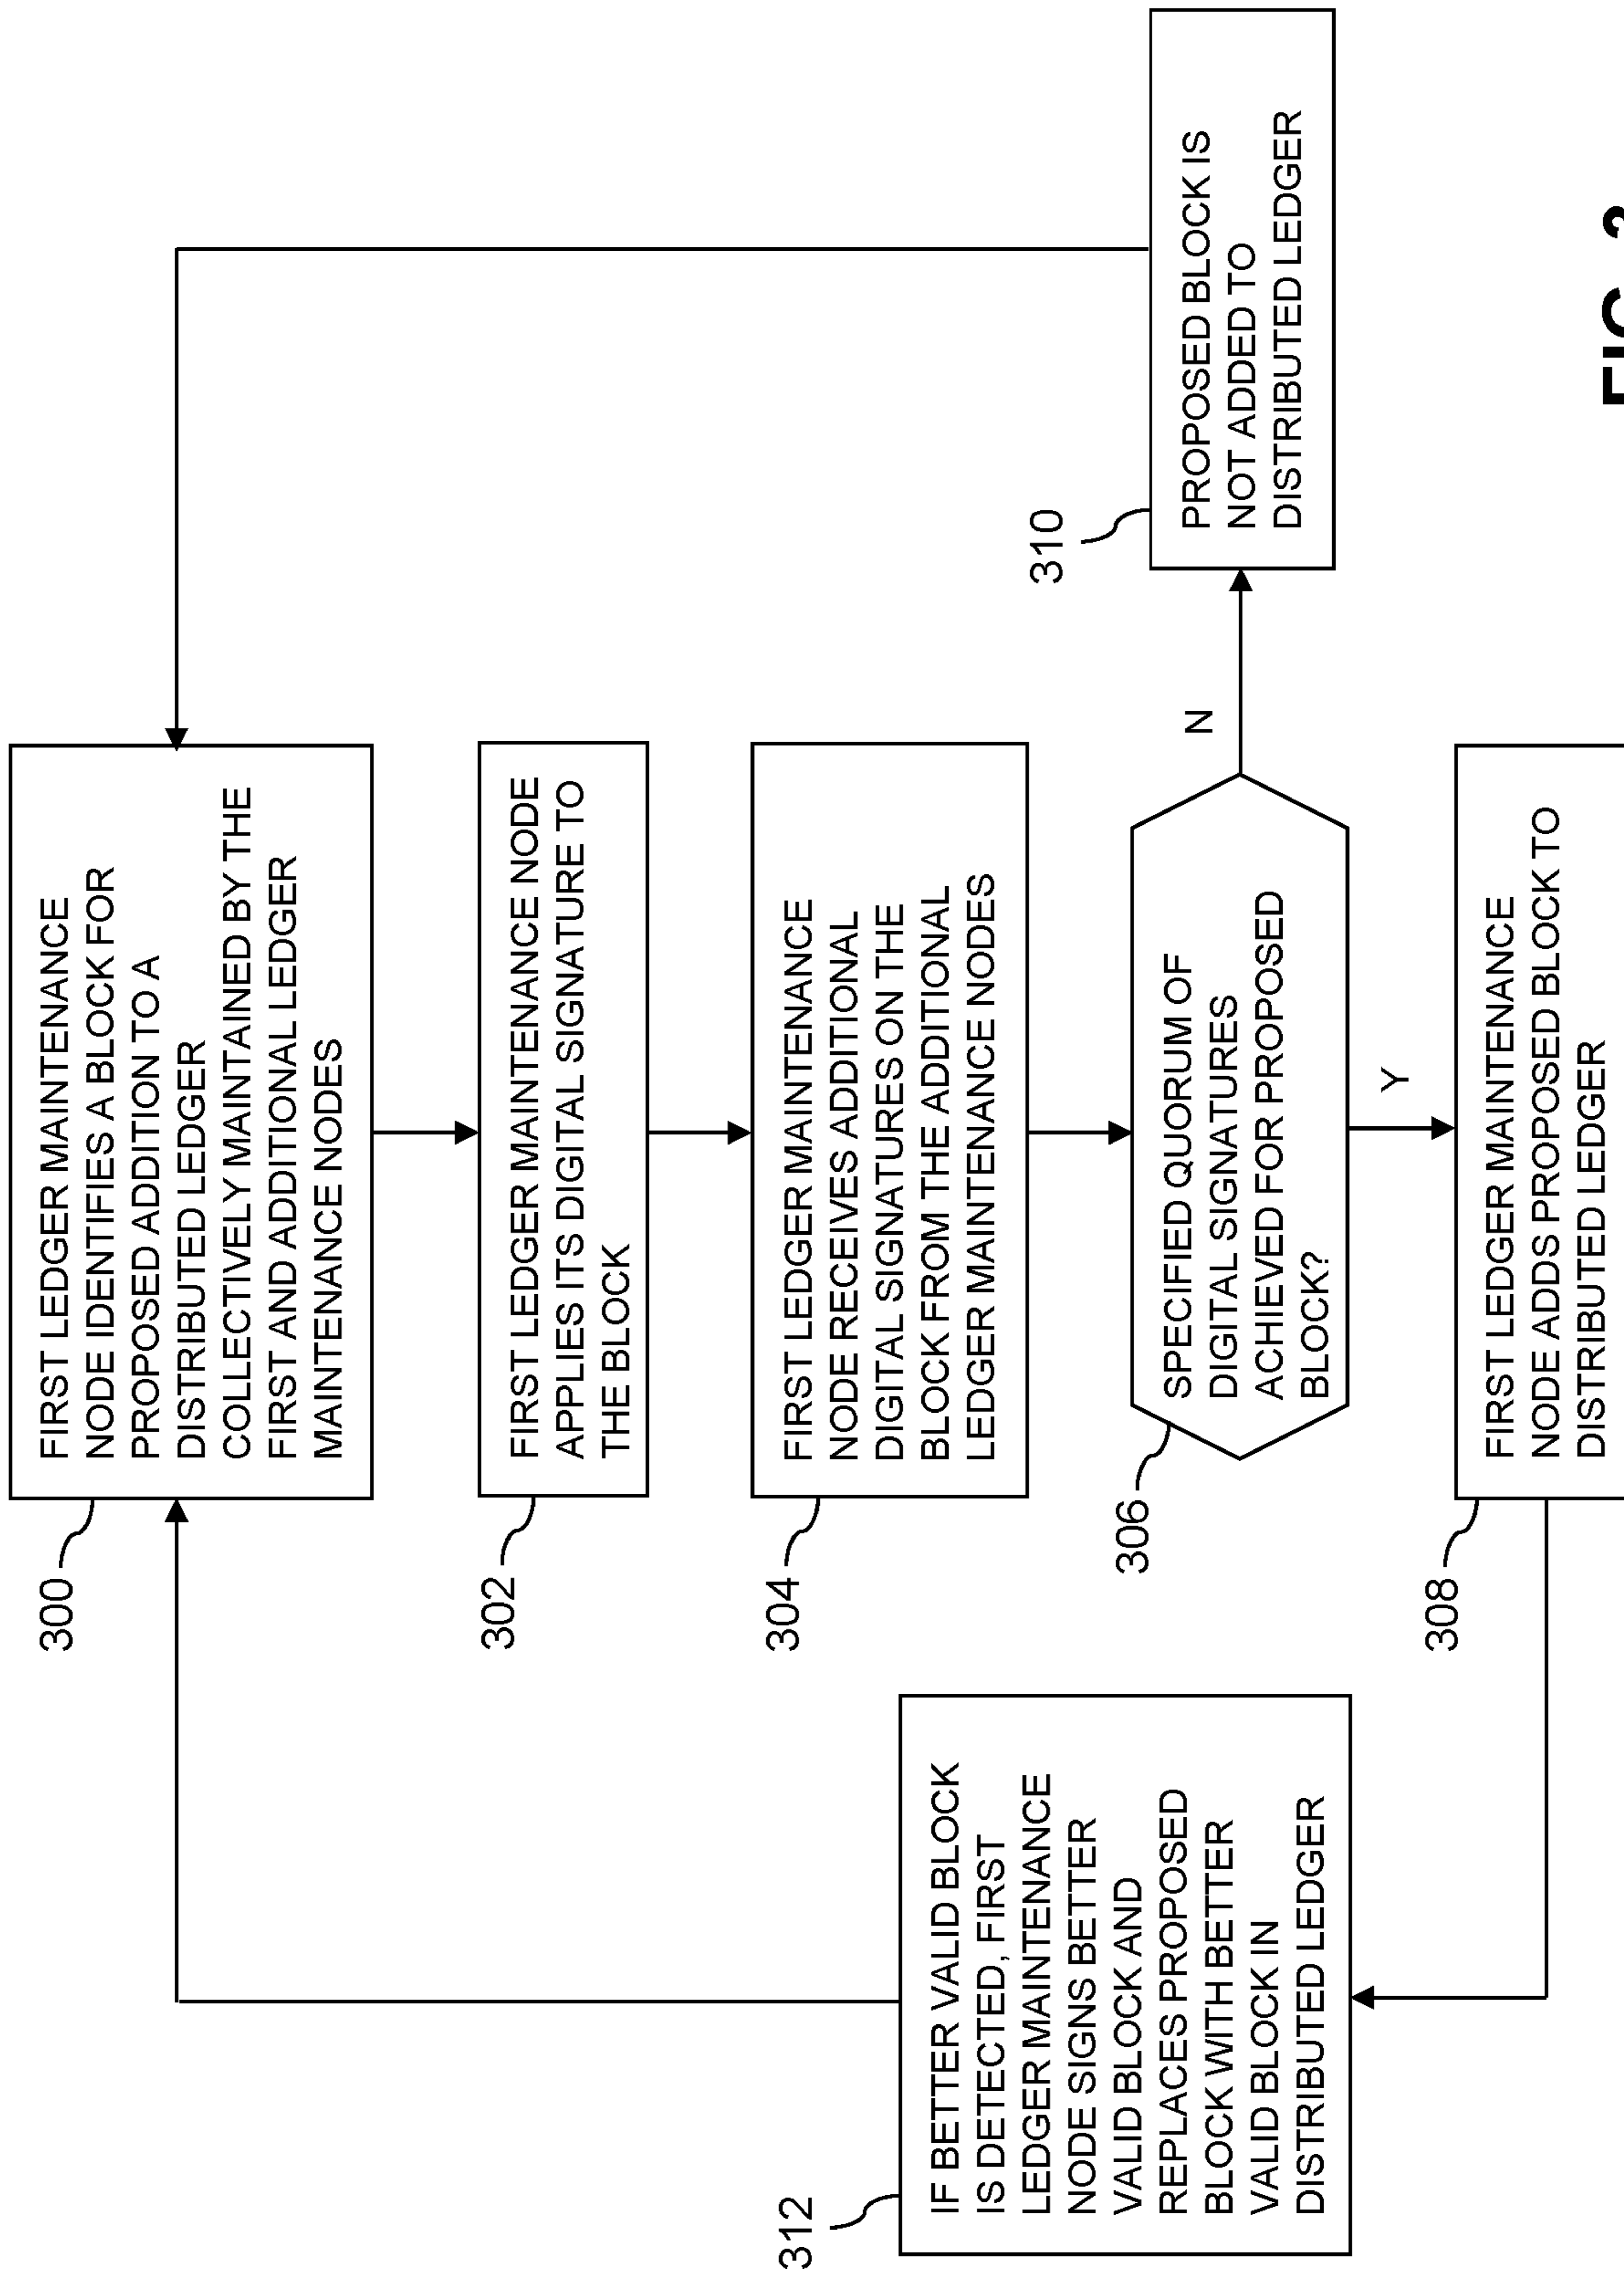 300
FIRST LEDGER MAINTENANCE
NODE IDENTIFIES A BLOCK FOR
PROPOSED ADDITION TO A
DISTRIBUTED LEDGER
COLLECTIVELY MAINTAINED BY THE
FIRST AND ADDITIONAL LEDGER
MAINTENANCE NODES
302
FIRST LEDGER MAINTENANCE NODE
APPLIES ITS DIGITAL SIGNATURE TO
THE BLOCK
304
FIRST LEDGER MAINTENANCE
NODE RECEIVES ADDITIONAL
DIGITAL SIGNATURES ON THE
BLOCK FROM THE ADDITIONAL
LEDGER MAINTENANCE NODES
306
SPECIFIED QUORUM OF
DIGITAL SIGNATURES
ACHIEVED FOR PROPOSED
BLOCK?
N
310
PROPOSED BLOCK IS
NOT ADDED TO
DISTRIBUTED LEDGER
Y
308
FIRST LEDGER MAINTENANCE
NODE ADDS PROPOSED BLOCK TO
DISTRIBUTED LEDGER
312
IF BETTER VALID BLOCK
IS DETECTED, FIRST
LEDGER MAINTENANCE
NODE SIGNS BETTER
VALID BLOCK AND
REPLACES PROPOSED
BLOCK WITH BETTER
VALID BLOCK IN
DISTRIBUTED LEDGER
FIG